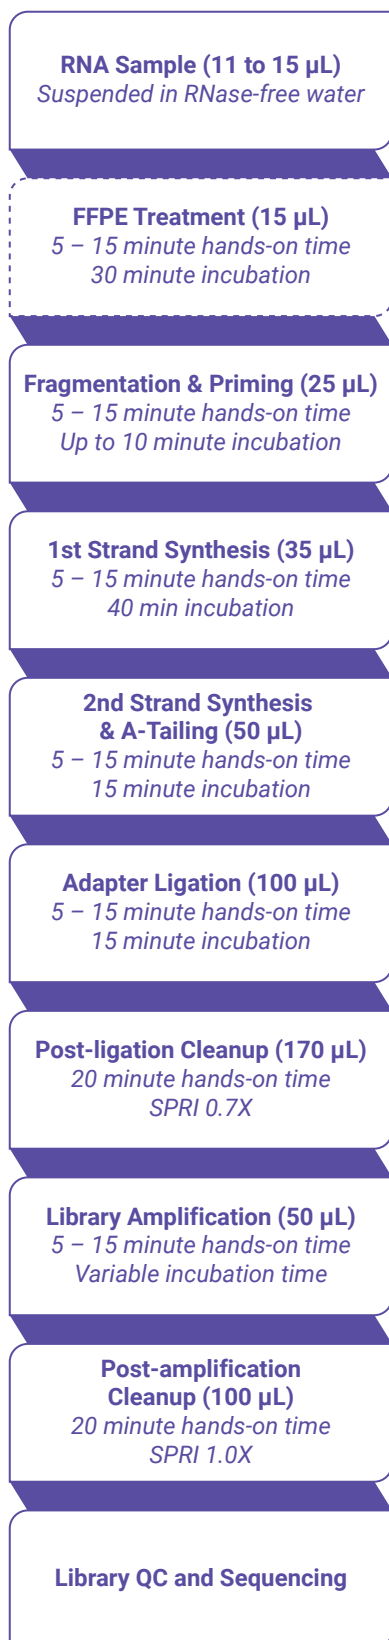 RNA Sample (11 to 15 µL)
Suspended in RNase-free water
FFPE Treatment (15 µL)
5 – 15 minute hands-on time
30 minute incubation
Fragmentation & Priming (25 µL)
5 – 15 minute hands-on time
Up to 10 minute incubation
1st Strand Synthesis (35 µL)
5 – 15 minute hands-on time
40 min incubation
2nd Strand Synthesis
& A-Tailing (50 µL)
5 – 15 minute hands-on time
15 minute incubation
Adapter Ligation (100 µL)
5 – 15 minute hands-on time
15 minute incubation
Post-ligation Cleanup (170 µL)
20 minute hands-on time
SPRI 0.7X
Library Amplification (50 µL)
5 – 15 minute hands-on time
Variable incubation time
Post-amplification
Cleanup (100 µL)
20 minute hands-on time
SPRI 1.0X
Library QC and Sequencing